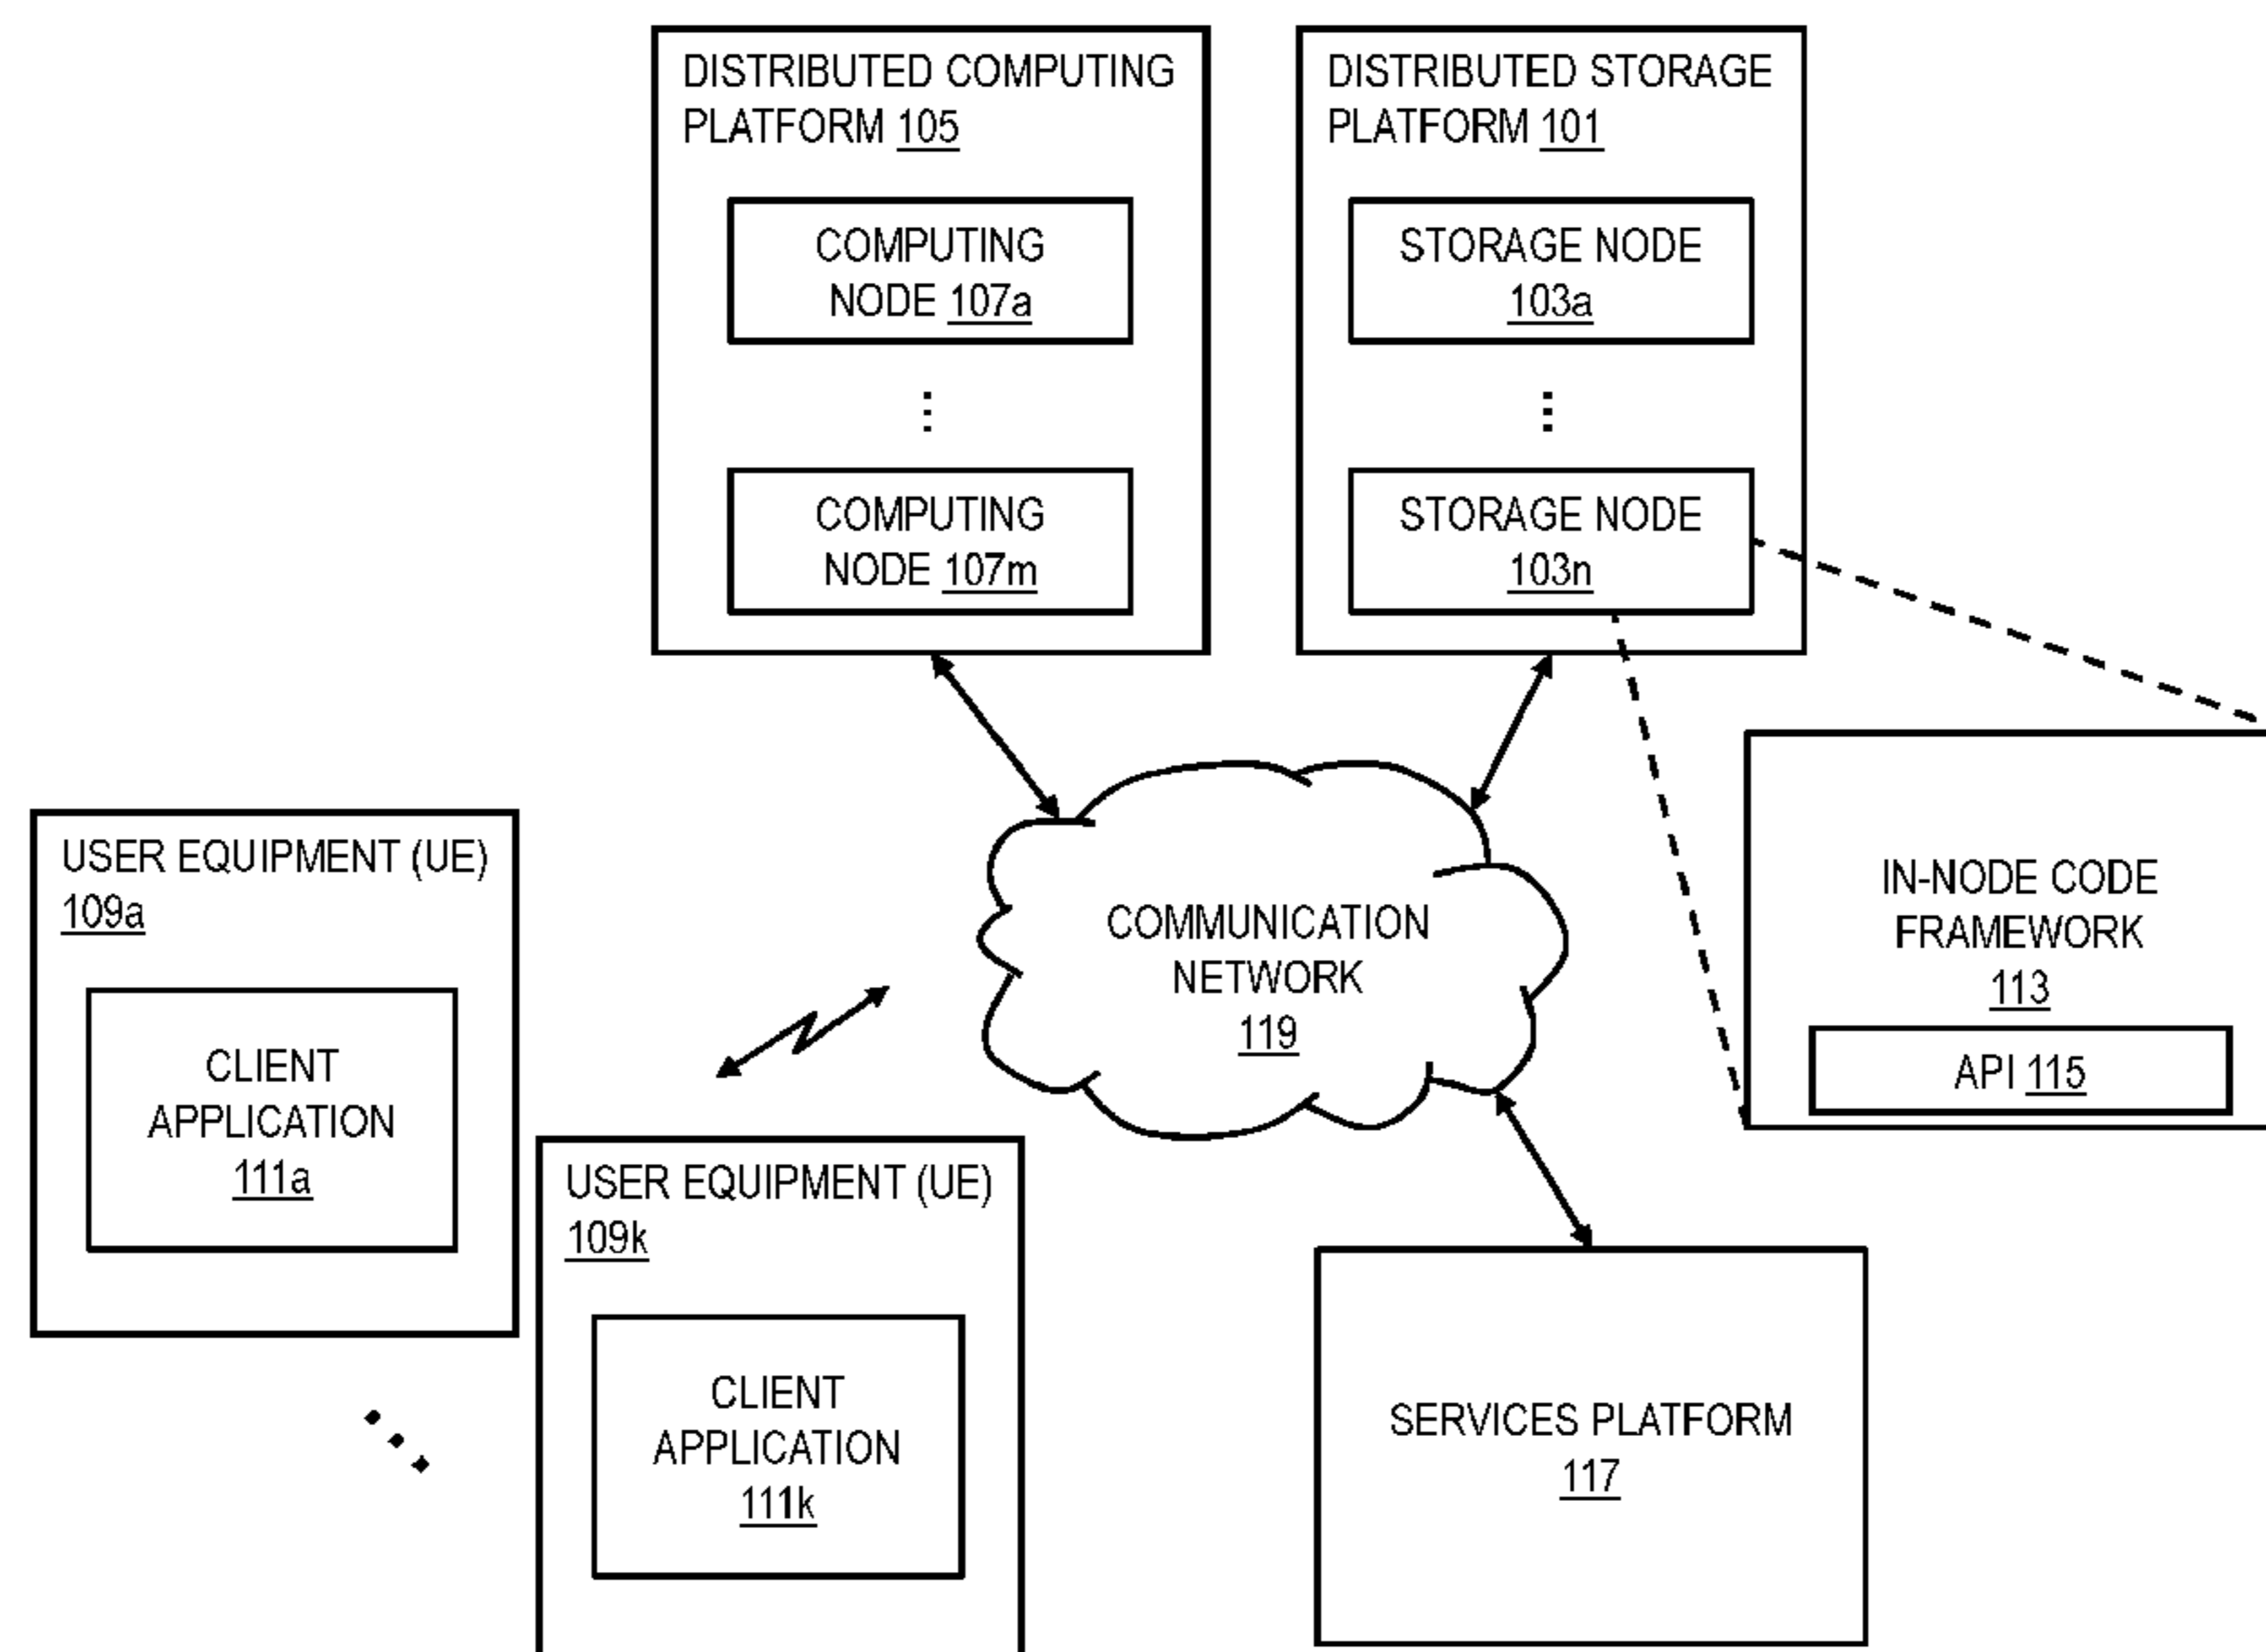 DISTRIBUTED COMPUTING
PLATFORM 105
COMPUTING
NODE 107a
COMPUTING
NODE 107m
DISTRIBUTED STORAGE
PLATFORM 101
STORAGE NODE
103a
STORAGE NODE
103n
IN-NODE CODE
FRAMEWORK
113
API 115
COMMUNICATION
NETWORK
119
USER EQUIPMENT (UE)
109a
CLIENT
APPLICATION
111a
USER EQUIPMENT (UE)
109k
CLIENT
APPLICATION
111k
SERVICES PLATFORM
117